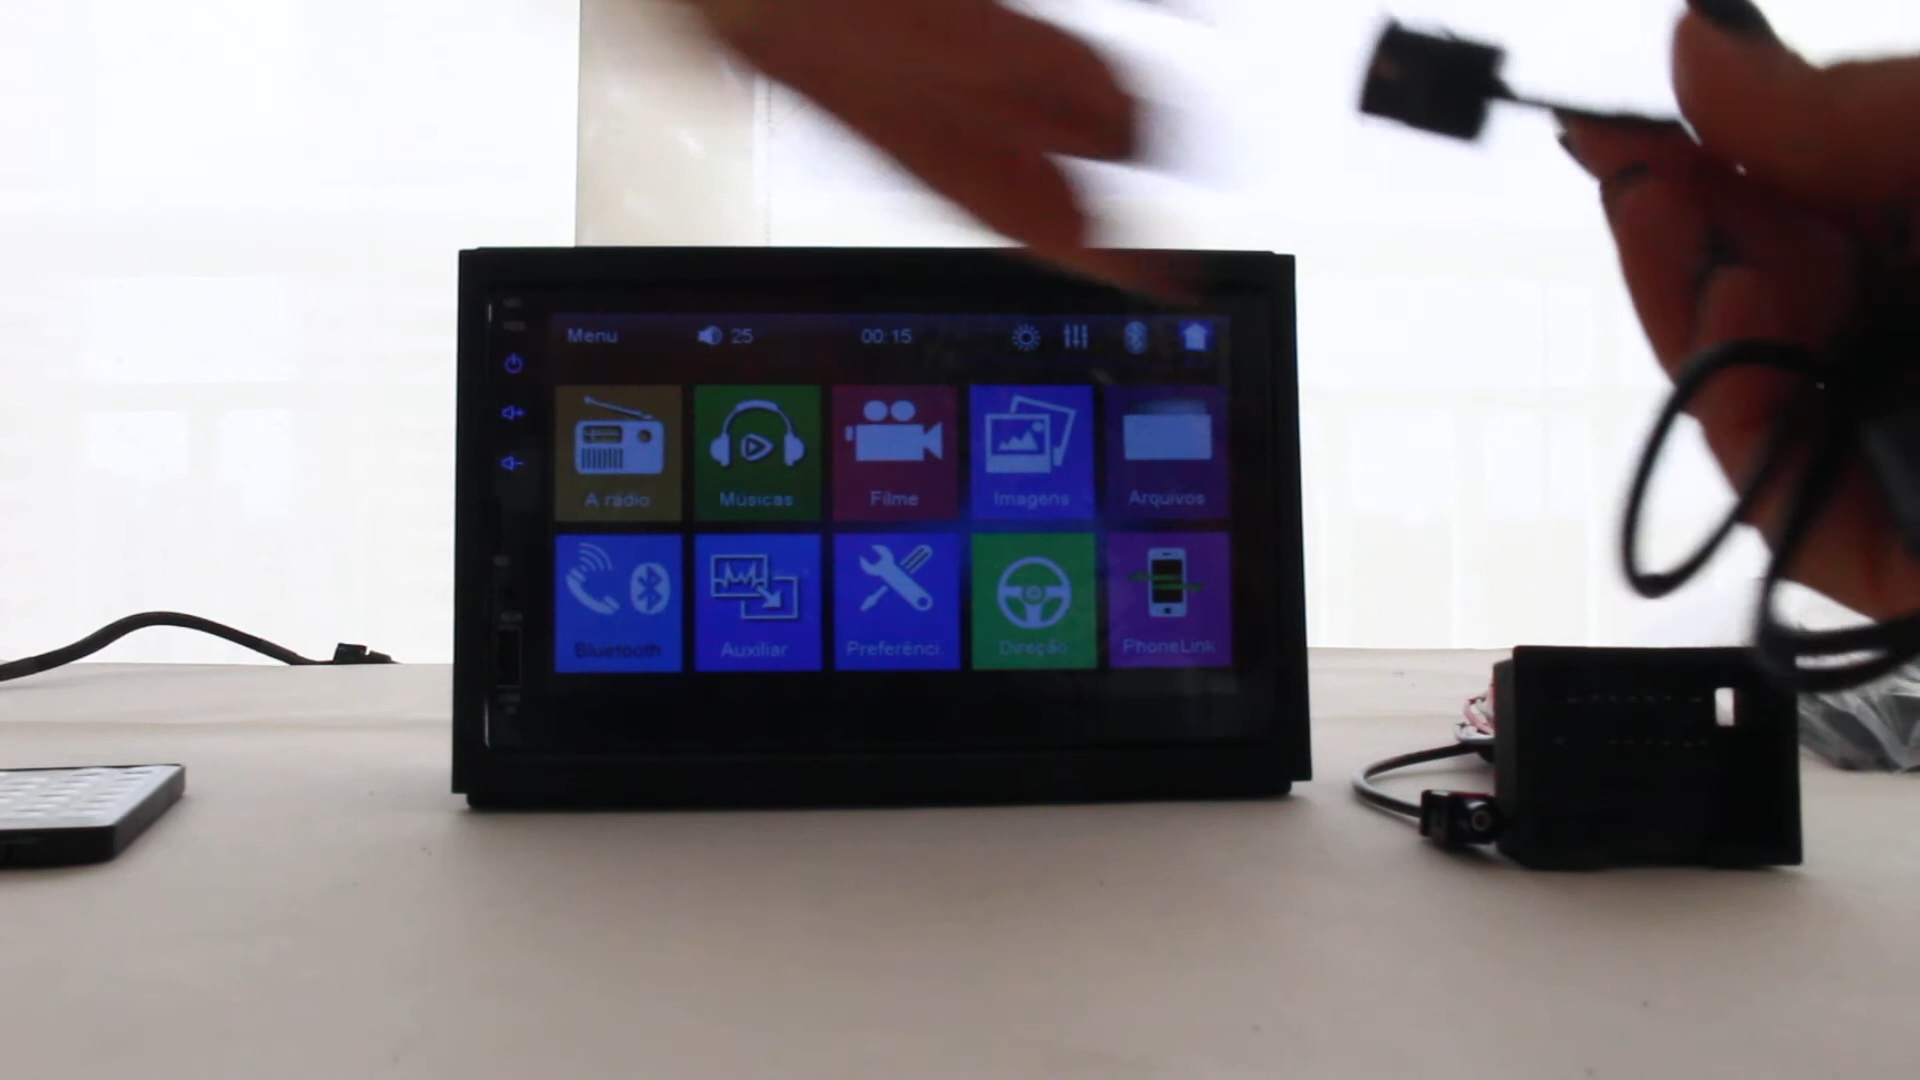 Menu 25 00:15
A rádio Músicas Filme Imagens Arquivos
Bluetooth Auxiliar Preferênci Direção PhoneLink